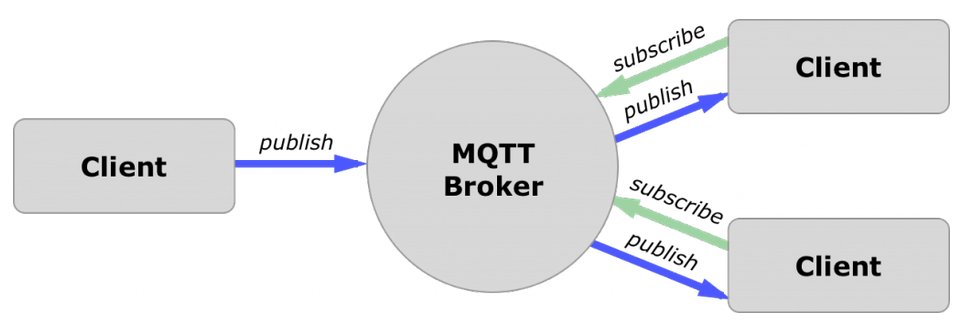 Client
publish
MQTT
Broker
subscribe
publish
Client
subscribe
publish
Client